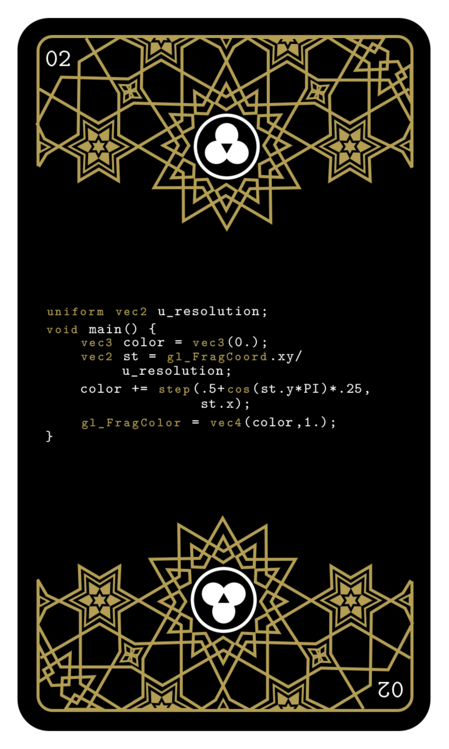 02
uniform vec2 u_resolution;
void main() {
    vec3 color = vec3(0.);
    vec2 st = gl_FragCoord.xy/
         u_resolution;
    color += step(.5+cos(st.y*PI)*.25,
                  st.x);
    gl_FragColor = vec4(color,1.);
}
02